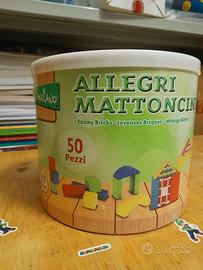 ALLEGRI
MATTONCINI
Funny Bricks - Joyeuses Briques - Witzige Klötze
50
Pezzi
Subito